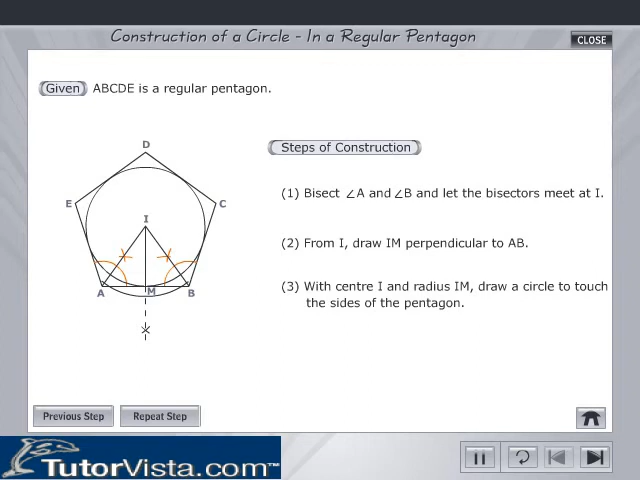 Construction of a Circle - In a Regular Pentagon
CLOSE
Given ABCDE is a regular pentagon.
Steps of Construction
(1) Bisect ∠A and ∠B and let the bisectors meet at I.
(2) From I, draw IM perpendicular to AB.
(3) With centre I and radius IM, draw a circle to touch
the sides of the pentagon.
D
E
C
I
A
M
B
Previous Step
Repeat Step
TutorVista.com™